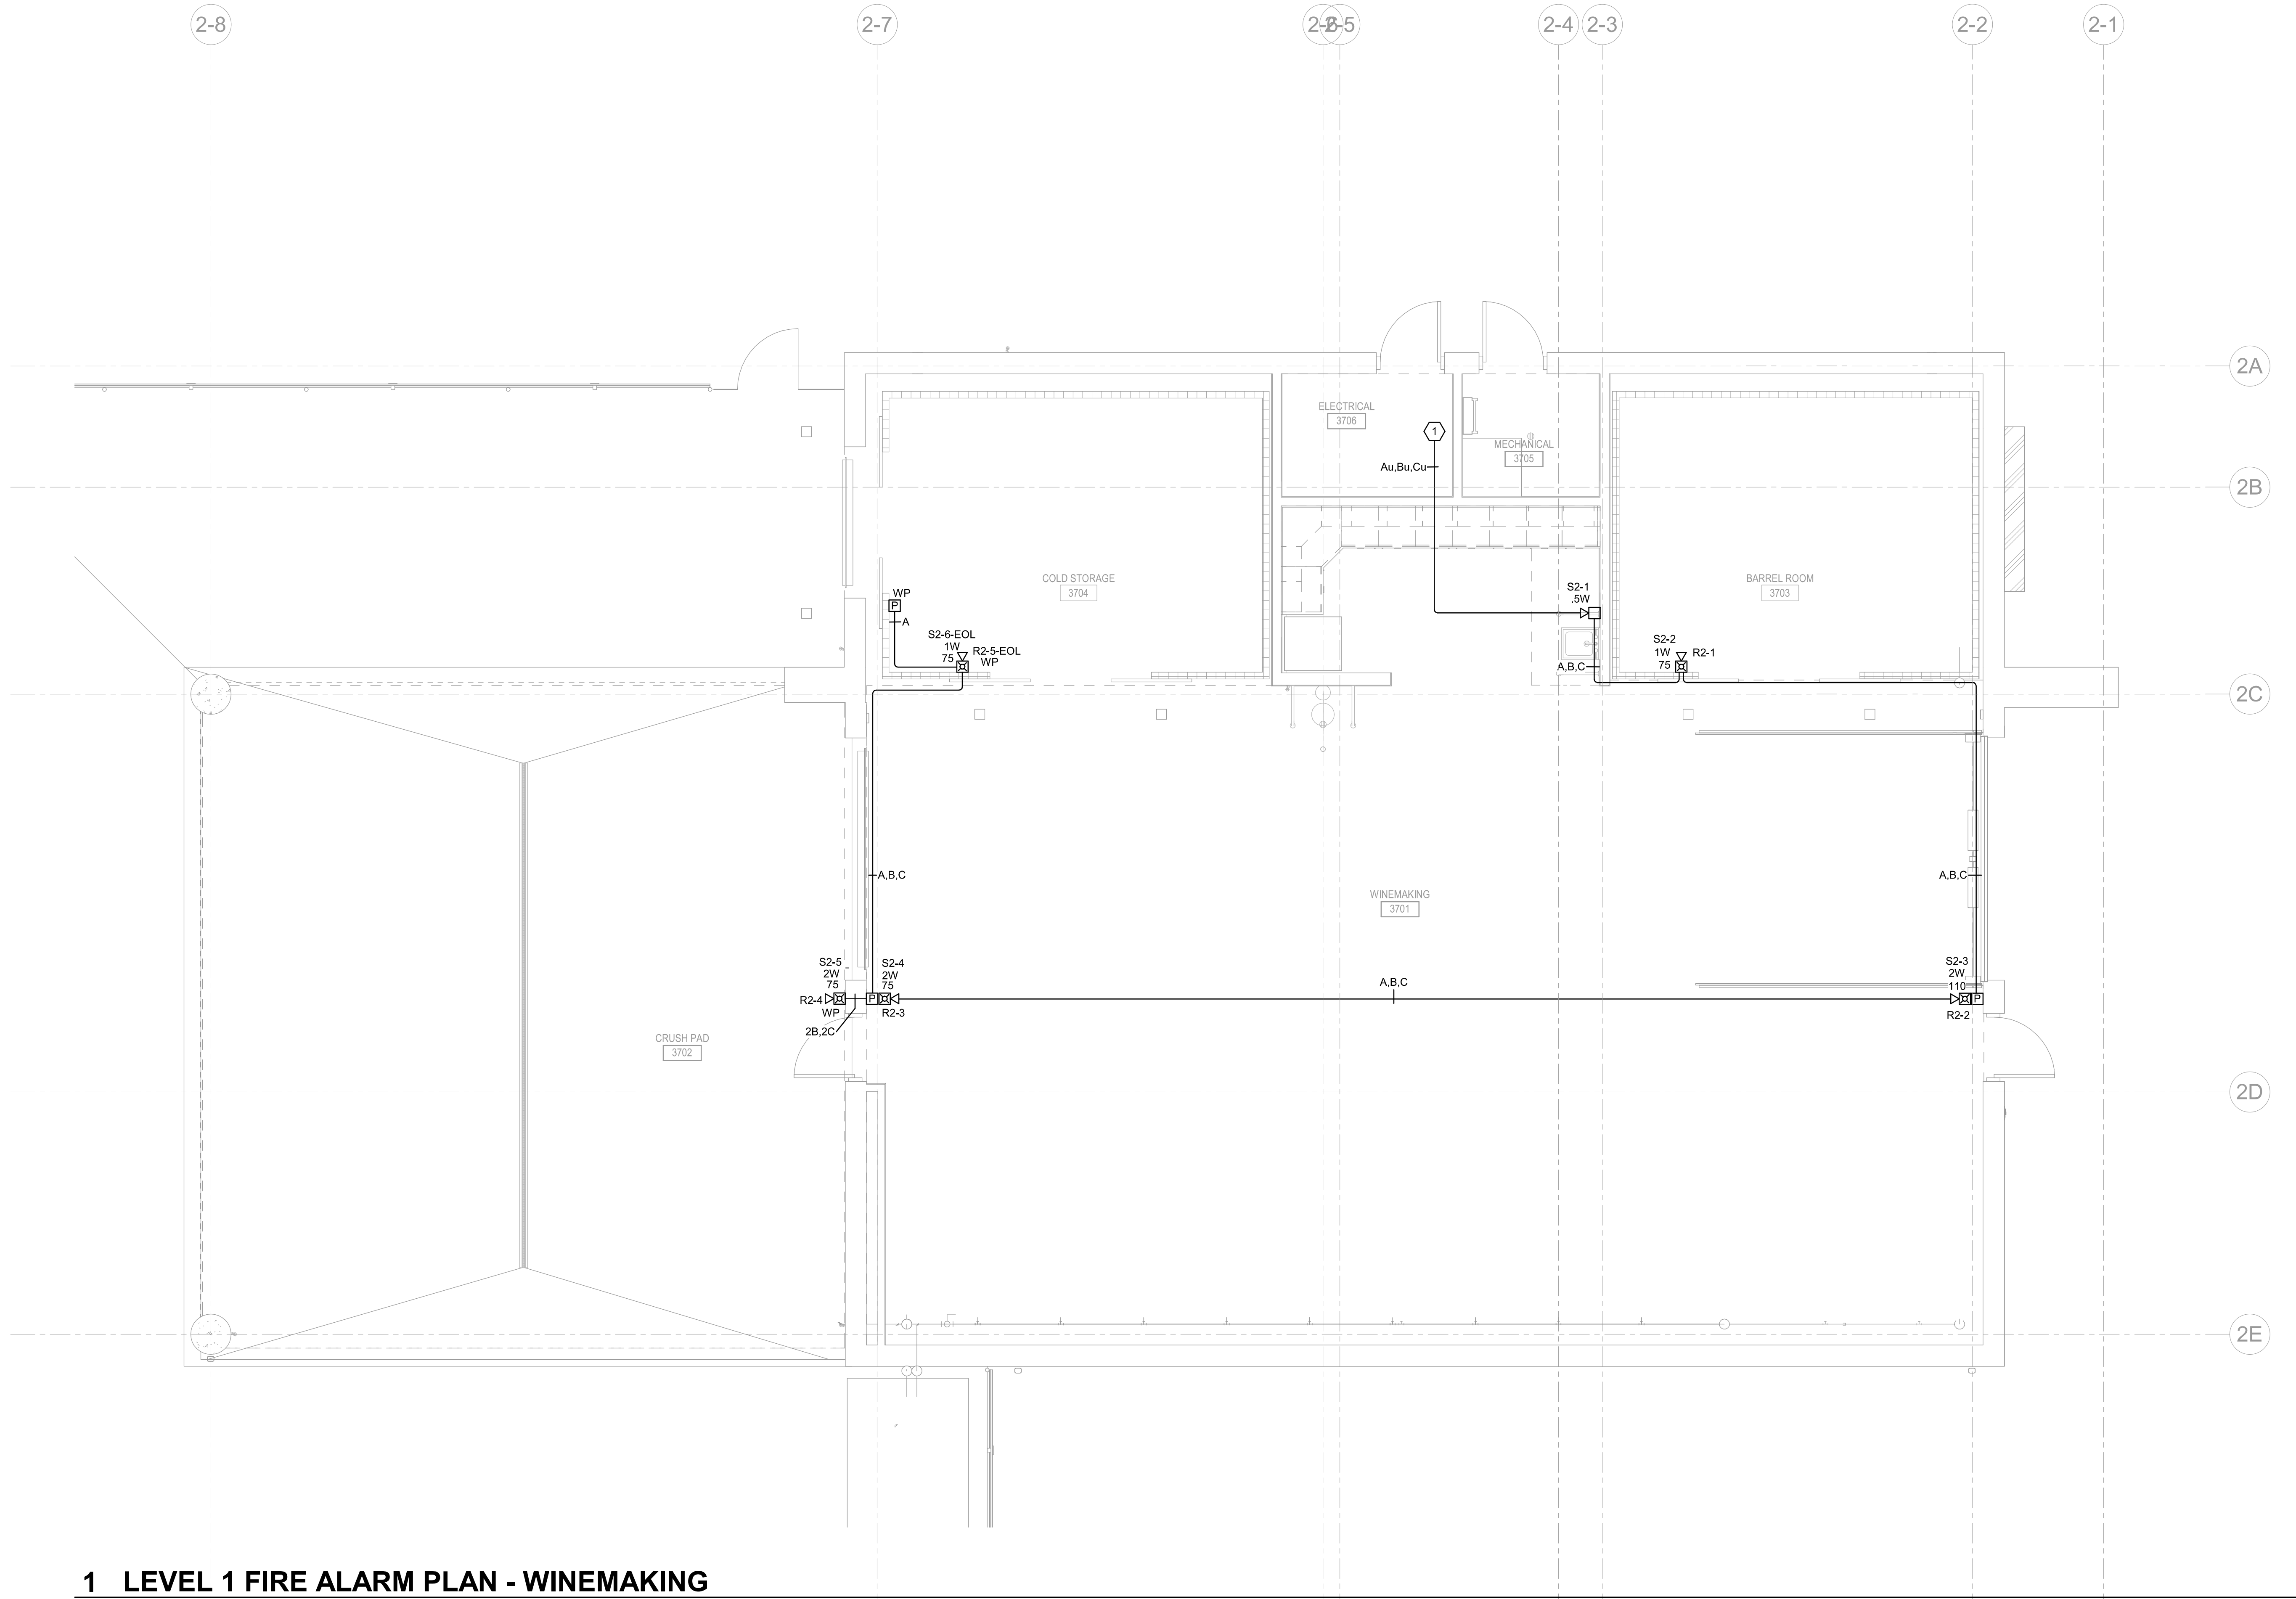 2-8
2-7
2-6
2-5
2-4
2-3
2-2
2-1
2A
ELECTRICAL
3706
1
MECHANICAL
3705
Au,Bu,Cu
2B
COLD STORAGE
3704
BARREL ROOM
3703
WP
P
A
S2-1
.5W
S2-6-EOL
1W
75
R2-5-EOL
WP
S2-2
1W
75
R2-1
A,B,C
2C
A,B,C
A,B,C
WINEMAKING
3701
S2-5
2W
75
R2-4
WP
2B,2C
P
S2-4
2W
75
R2-3
A,B,C
S2-3
2W
110
P
R2-2
CRUSH PAD
3702
2D
2E
1 LEVEL 1 FIRE ALARM PLAN - WINEMAKING